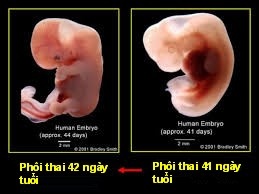 Human Embryo
(approx. 44 days)
2 mm
© 2001 Bradley Smith
Human Embryo
(approx. 41 days)
2 mm
© 2001 Bradley Smith
Phôi thai 42 ngày
tuổi
Phôi thai 41 ngày
tuổi